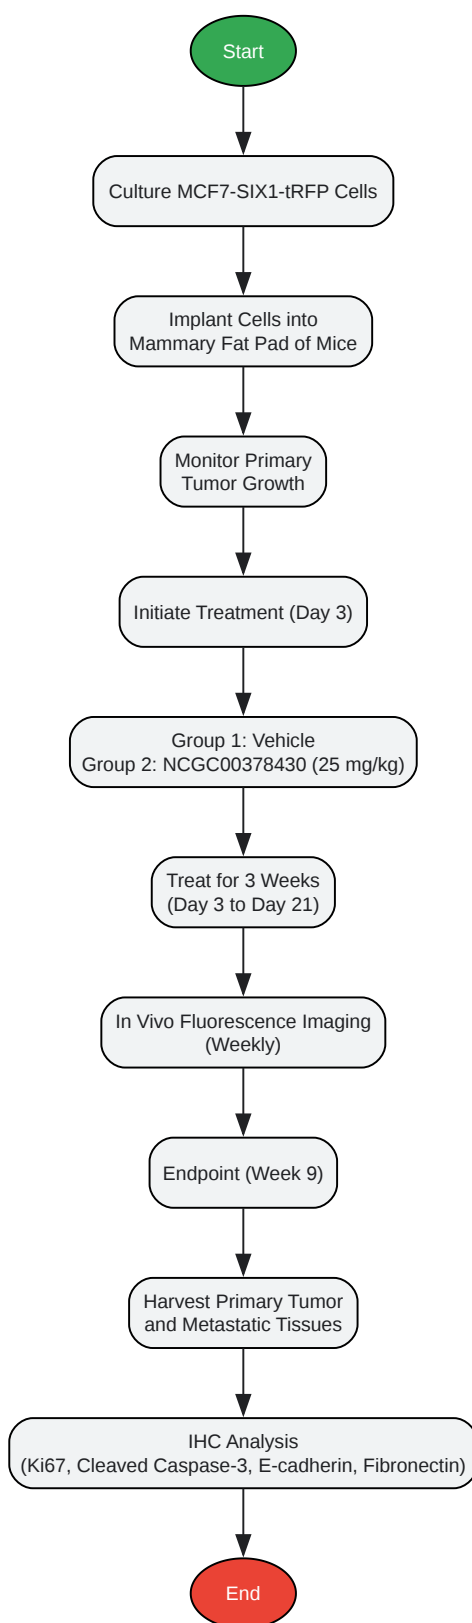 Start
Culture MCF7-SIX1-tRFP Cells
Implant Cells into
Mammary Fat Pad of Mice
Monitor Primary
Tumor Growth
Initiate Treatment (Day 3)
Group 1: Vehicle
Group 2: NCGC00378430 (25 mg/kg)
Treat for 3 Weeks
(Day 3 to Day 21)
In Vivo Fluorescence Imaging
(Weekly)
Endpoint (Week 9)
Harvest Primary Tumor
and Metastatic Tissues
IHC Analysis
(Ki67, Cleaved Caspase-3, E-cadherin, Fibronectin)
End